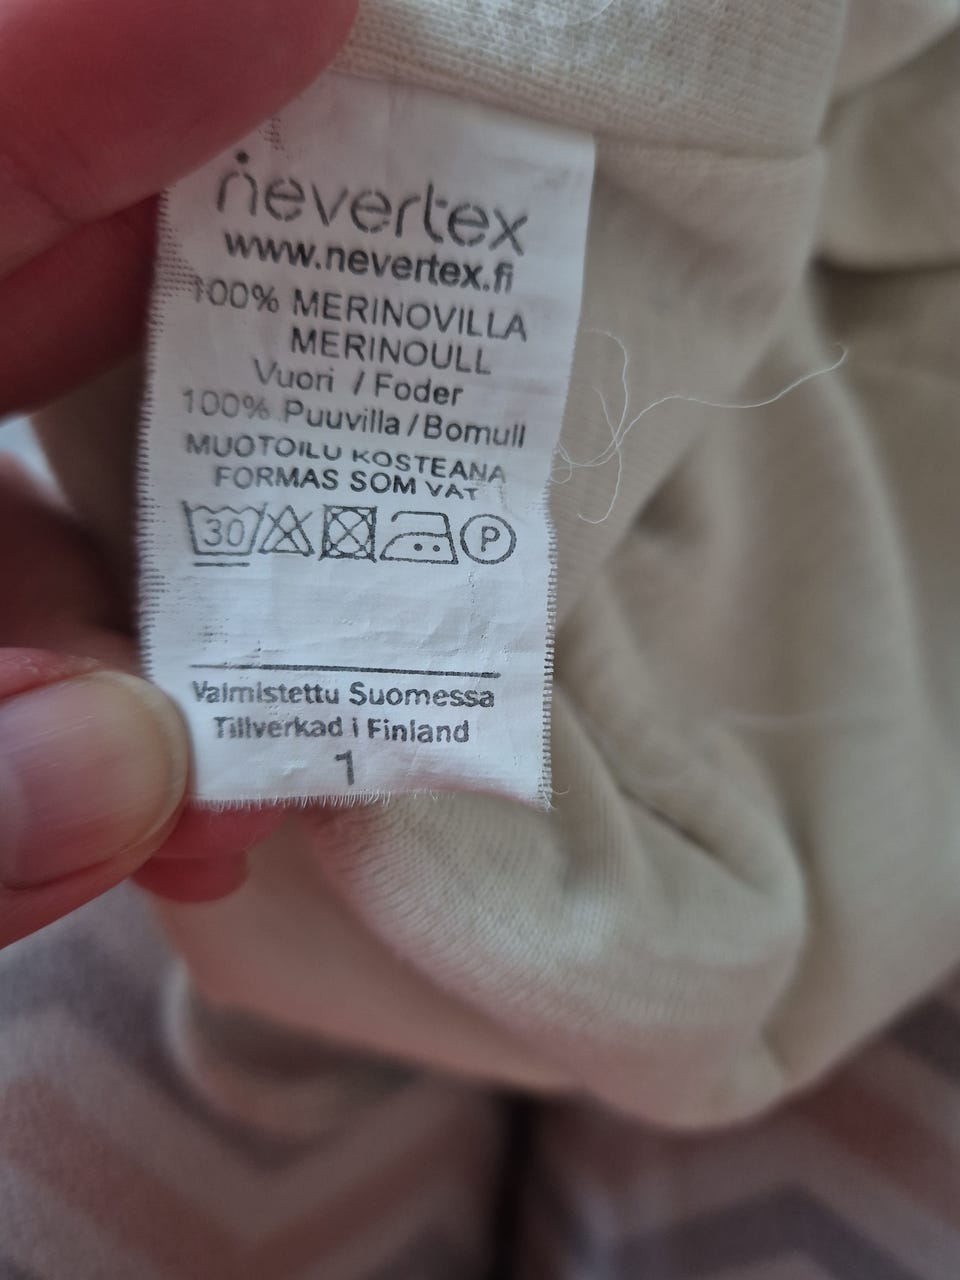 nevertex
www.nevertex.fi
100% MERINOVILLA
MERINOULL
Vuori / Foder
100% Puuvilla / Bomull
MUOTOILU KOSTEANA
FORMAS SOM VÅT
30 P
Valmistettu Suomessa
Tillverkad i Finland
1